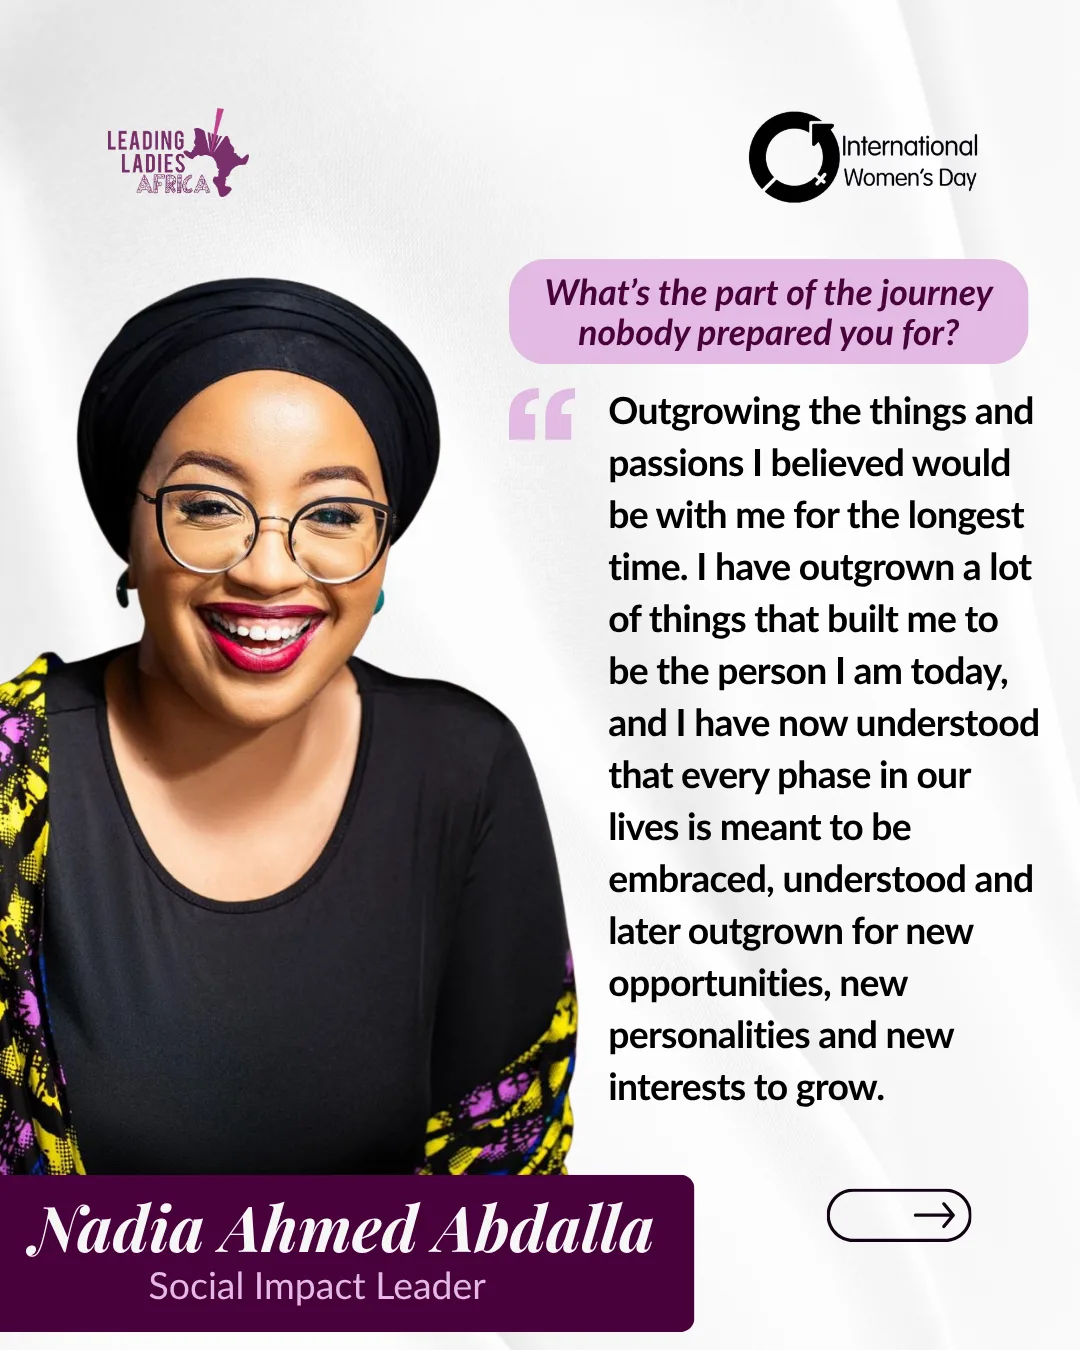 LEADING
LADIES
AFRICA
International
Women's Day
What's the part of the journey
nobody prepared you for?
“
Outgrowing the things and
passions I believed would
be with me for the longest
time. I have outgrown a lot
of things that built me to
be the person I am today,
and I have now understood
that every phase in our
lives is meant to be
embraced, understood and
later outgrown for new
opportunities, new
personalities and new
interests to grow.
Nadia Ahmed Abdalla
Social Impact Leader